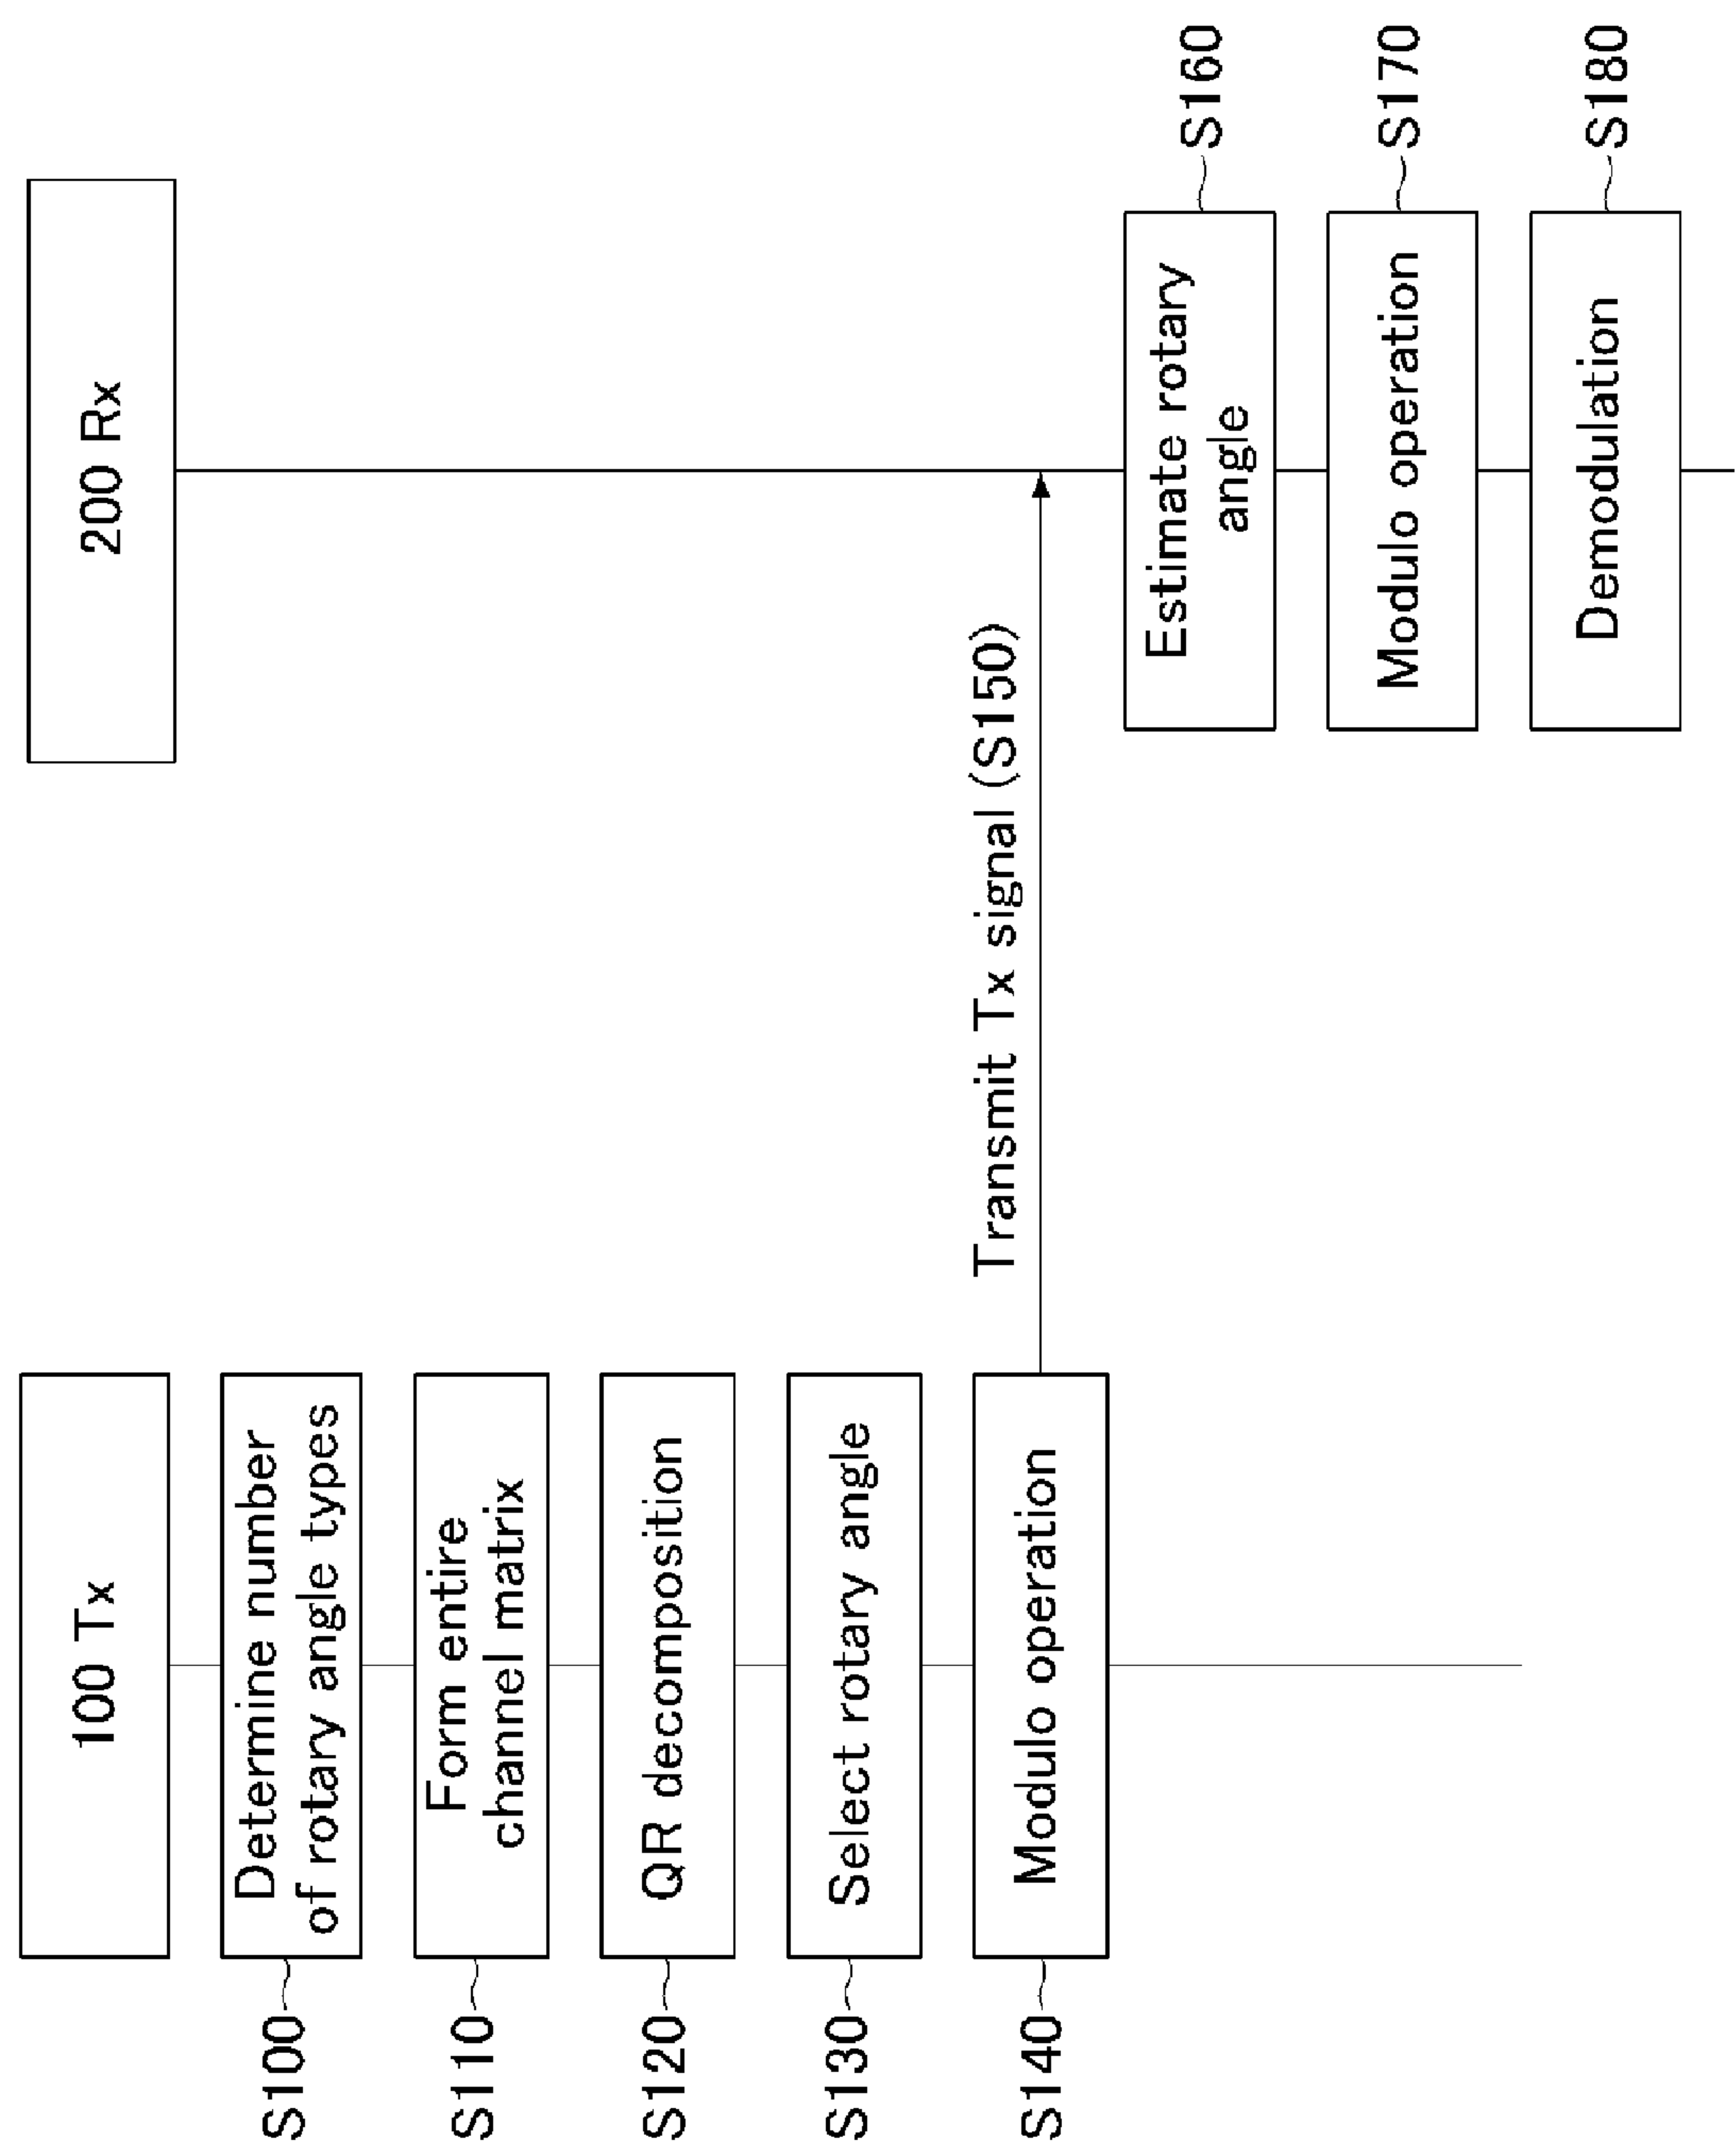 100 Tx
200 Rx
S100
Determine number
of rotary angle types
S110
Form entire
channel matrix
S120
QR decomposition
S130
Select rotary angle
S140
Modulo operation
Transmit Tx signal (S150)
Estimate rotary
angle
S160
Modulo operation
S170
Demodulation
S180